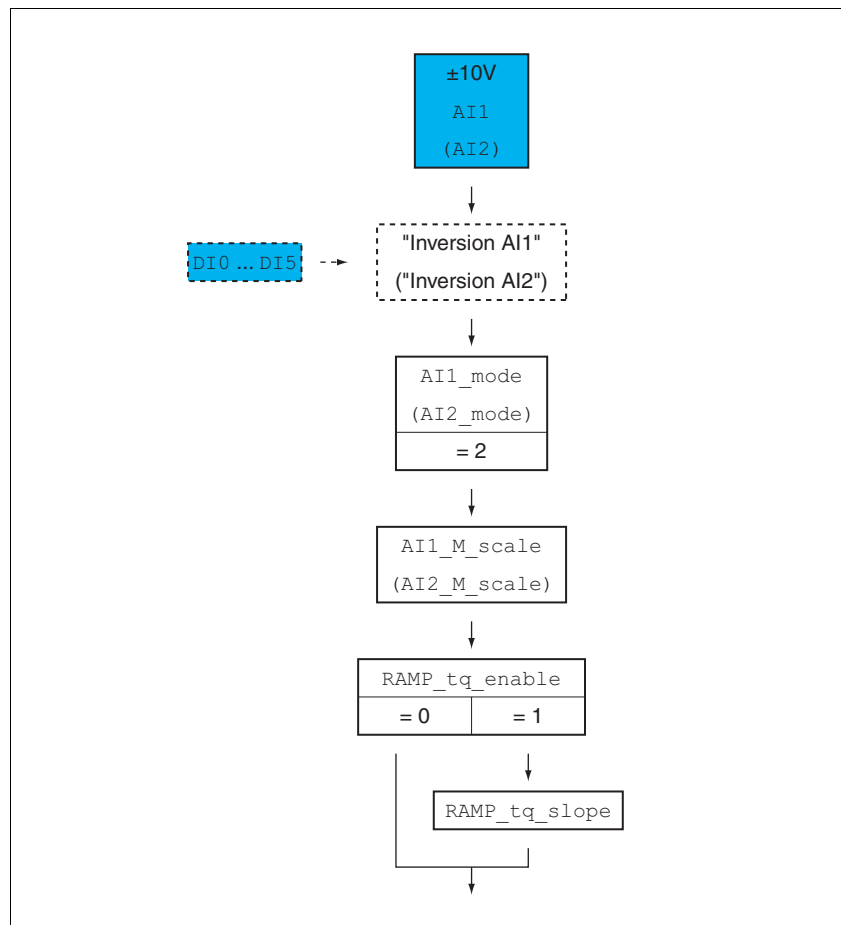 ±10V
AI1
(AI2)
"Inversion AI1"
DI0 ... DI5
("Inversion AI2")
AI1_mode
(AI2_mode)
= 2
AI1_M_scale
(AI2_M_scale)
RAMP_tq_enable
= 0
= 1
RAMP_tq_slope